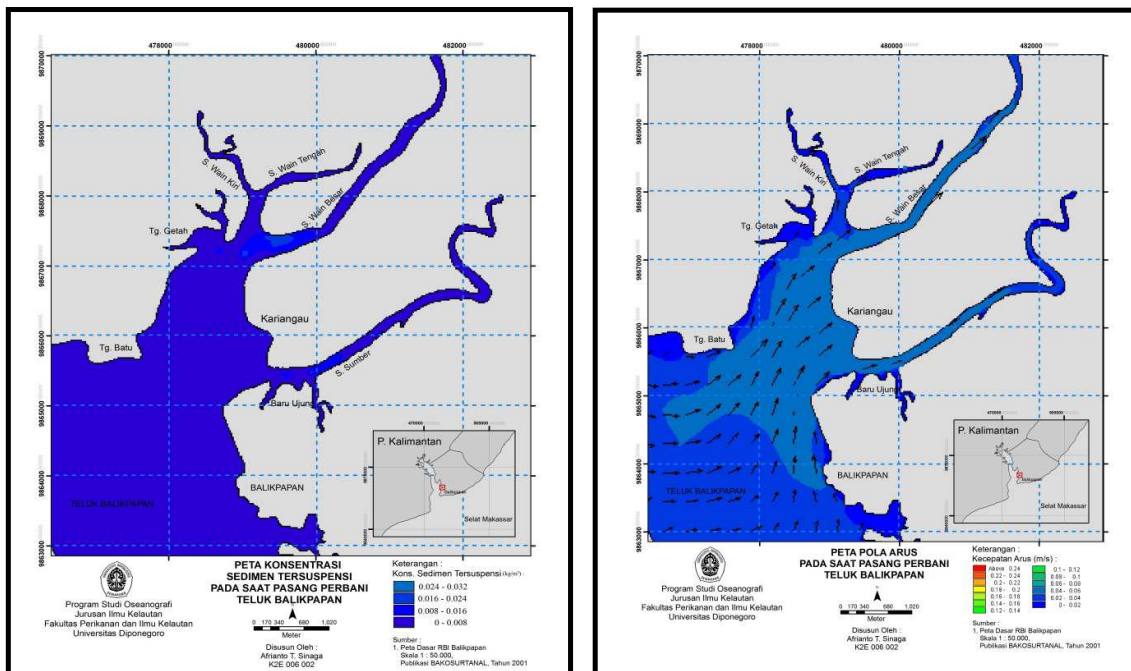 478000
480000
482000
9870000
9869000
9868000
9867000
9866000
9865000
9864000
9863000
S. Wain Kiri
S. Wain Tengah
S. Wain Besar
Tg. Getah
Kariangau
Tg. Batu
S. Sumber
Baru Ujung
P. Kalimantan
Selat Makassar
BALIKPAPAN
TELUK BALIKPAPAN
Program Studi Oseanografi
Jurusan Ilmu Kelautan
Fakultas Perikanan dan Ilmu Kelautan
Universitas Diponegoro
PETA KONSENTRASI
SEDIMEN TERSUSPENSI
PADA SAAT PASANG PERBANI
TELUK BALIKPAPAN
0 170 340 680 1,020
Meter
Disusun Oleh :
Afrianto T. Sinaga
K2E 006 002
Keterangan :
Kons. Sedimen Tersuspensi (kg/m³)
0.024 - 0.032
0.016 - 0.024
0.008 - 0.016
0 - 0.008
Sumber :
1. Peta Dasar RBI Balikpapan
Skala 1 : 50.000,
Publikasi BAKOSURTANAL, Tahun 2001
478000
480000
482000
9870000
9869000
9868000
9867000
9866000
9865000
9864000
9863000
S. Wain Kiri
S. Wain Tengah
S. Wain Besar
Tg. Getah
Kariangau
Tg. Batu
S. Sumber
Baru Ujung
P. Kalimantan
Balikpapan
Selat Makassar
BALIKPAPAN
TELUK BALIKPAPAN
Program Studi Oseanografi
Jurusan Ilmu Kelautan
Fakultas Perikanan dan Ilmu Kelautan
Universitas Diponegoro
PETA POLA ARUS
PADA SAAT PASANG PERBANI
TELUK BALIKPAPAN
0 170 340 680 1,020
Meter
Disusun Oleh :
Afrianto T. Sinaga
K2E 006 002
Keterangan :
Kecepatan Arus (m/s) :
Above 0.24
0.22 - 0.24
0.2 - 0.22
0.18 - 0.2
0.16 - 0.18
0.14 - 0.16
0.12 - 0.14
0.1 - 0.12
0.08 - 0.1
0.06 - 0.08
0.04 - 0.06
0.02 - 0.04
0 - 0.02
Sumber :
1. Peta Dasar RBI Balikpapan
Skala 1 : 50.000,
Publikasi BAKOSURTANAL, Tahun 2001